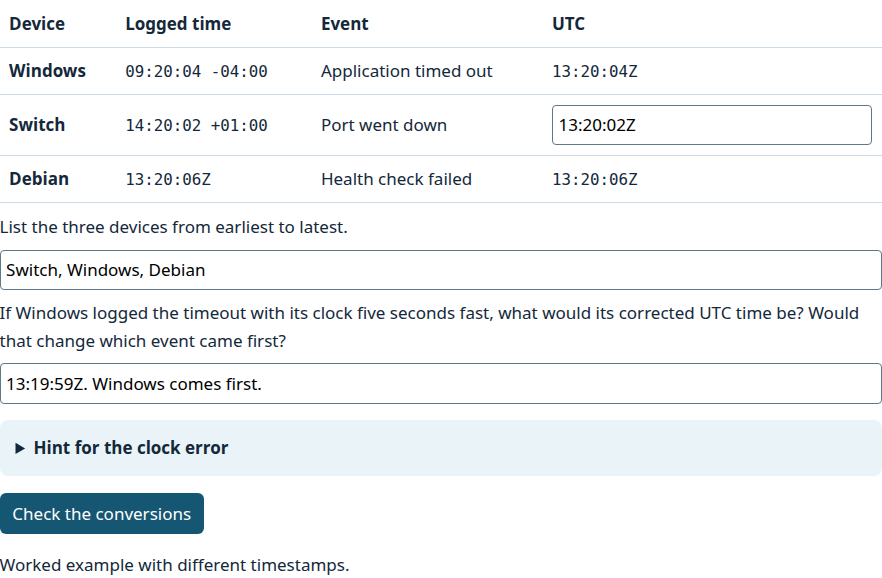 Device Logged time Event UTC
Windows 09:20:04 -04:00 Application timed out 13:20:04Z
Switch 14:20:02 +01:00 Port went down 13:20:02Z
Debian 13:20:06Z Health check failed 13:20:06Z
List the three devices from earliest to latest.
Switch, Windows, Debian
If Windows logged the timeout with its clock five seconds fast, what would its corrected UTC time be? Would
that change which event came first?
13:19:59Z. Windows comes first.
Hint for the clock error
Check the conversions
Worked example with different timestamps.